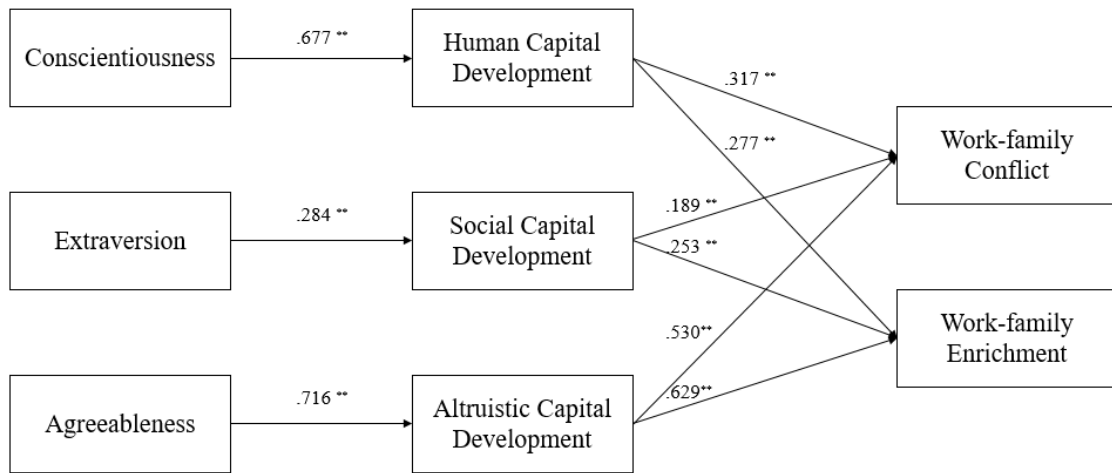 Conscientiousness
.677 **
Human Capital
Development
.317 **
.277 **
Work-family
Conflict
Extraversion
.284 **
Social Capital
Development
.189 **
.253 **
Work-family
Enrichment
Agreeableness
.716 **
Altruistic Capital
Development
.530**
.629**